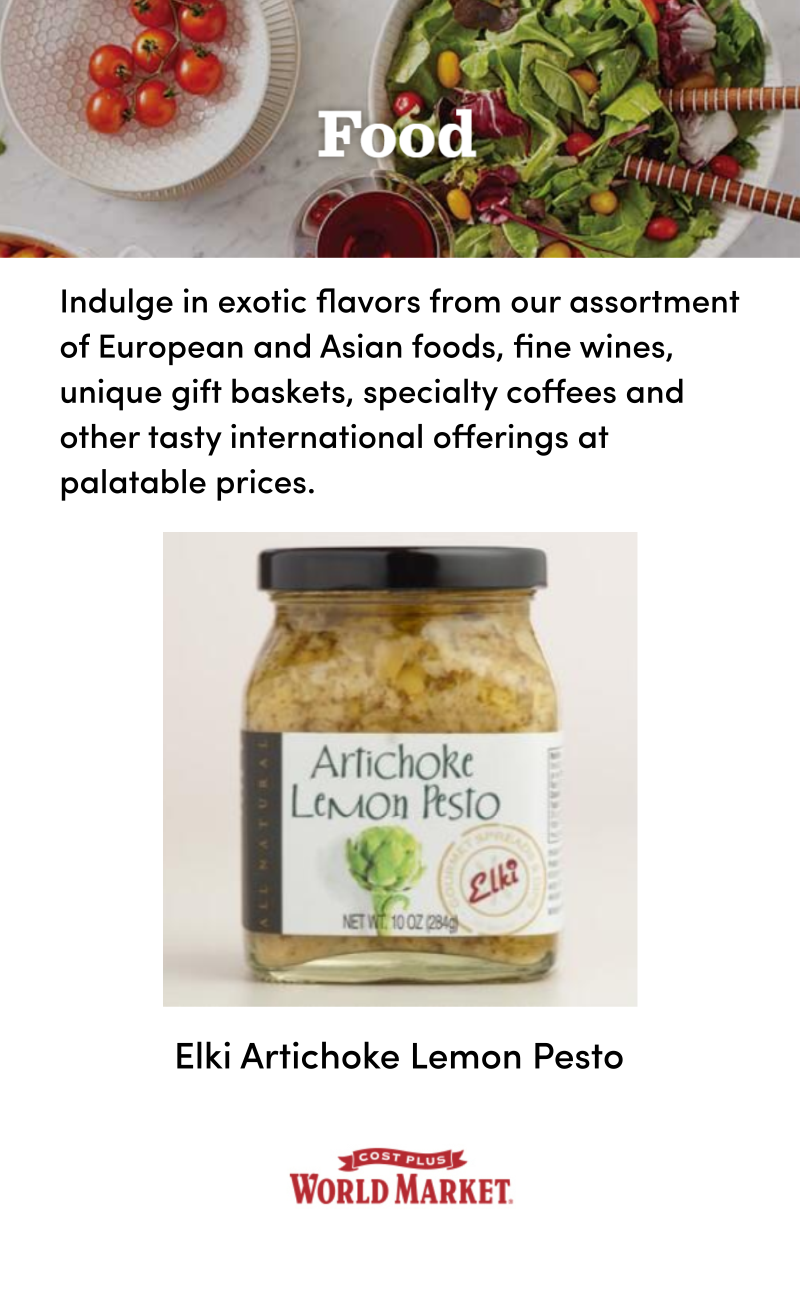 Food
Indulge in exotic flavors from our assortment
of European and Asian foods, fine wines,
unique gift baskets, specialty coffees and
other tasty international offerings at
palatable prices.
ALL NATURAL
Artichoke
Lemon Pesto
GOURMET SPREADS &
Elki
NET WT. 10 OZ (284g)
Elki Artichoke Lemon Pesto
COST PLUS
WORLD MARKET.